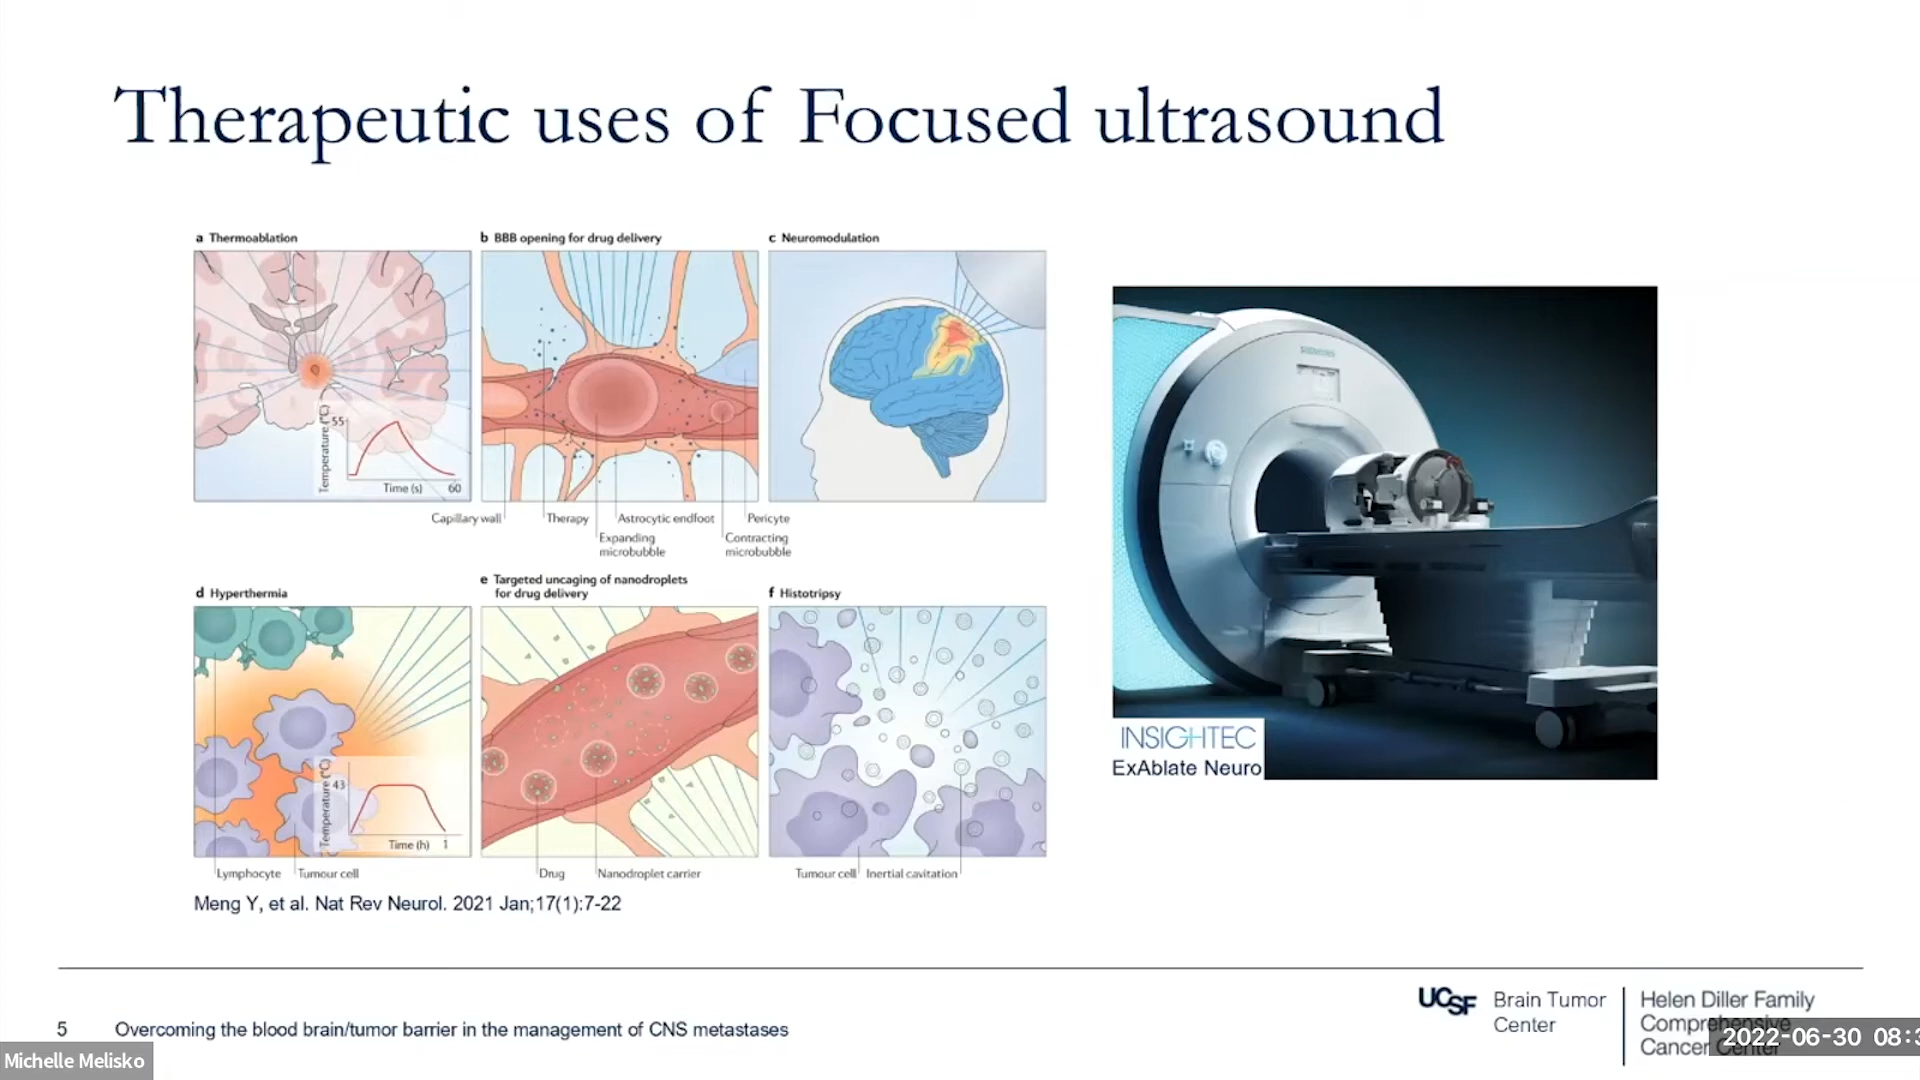 Therapeutic uses of Focused ultrasound
a Thermoablation
Temperature (°C)
55
Time (s)
60
b BBB opening for drug delivery
Capillary wall
Therapy
Expanding
microbubble
Astrocytic endfoot
Contracting
microbubble
Pericyte
c Neuromodulation
d Hyperthermia
Temperature (°C)
43
Time (h)
1
Lymphocyte
Tumour cell
e Targeted uncaging of nanodroplets
for drug delivery
Drug
Nanodroplet carrier
f Histotripsy
Tumour cell
Inertial cavitation
Meng Y, et al. Nat Rev Neurol. 2021 Jan;17(1):7-22
SIEMENS
INSIGHTEC
ExAblate Neuro
5
Overcoming the blood brain/tumor barrier in the management of CNS metastases
UCSF
Brain Tumor
Center
Helen Diller Family
Comprehensive
Cancer Center
2022-06-30 08:3
Michelle Melisko